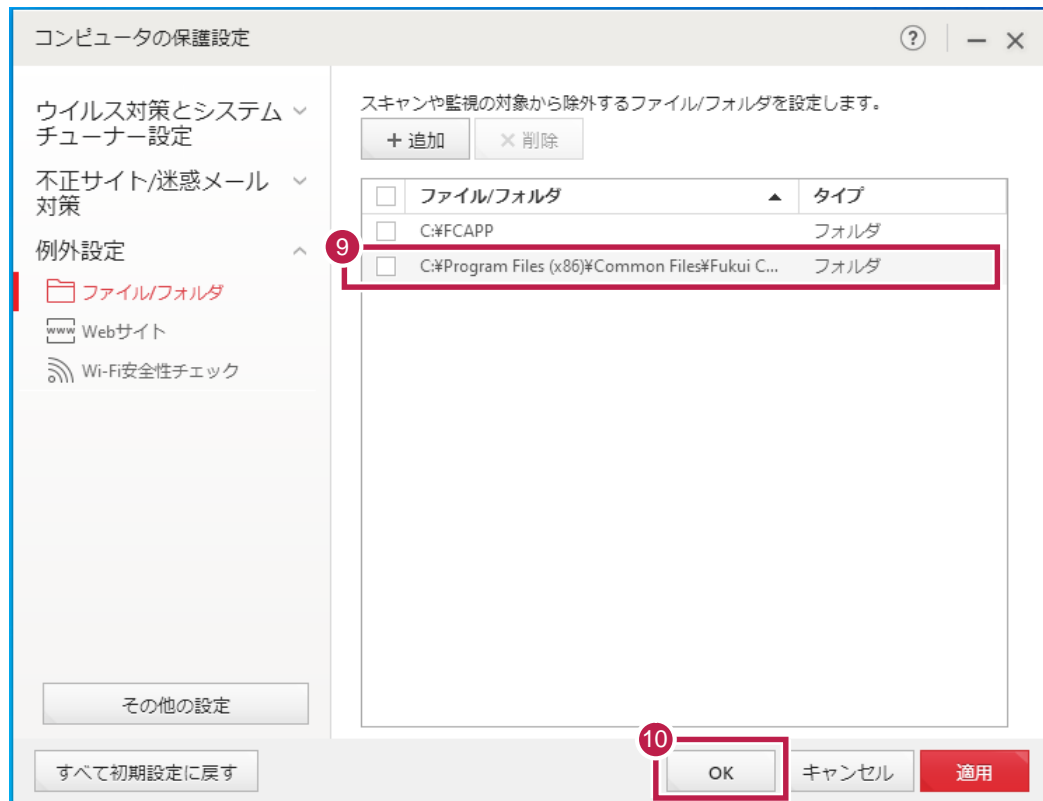 コンピュータの保護設定
?
ウイルス対策とシステム
チューナー設定
不正サイト/迷惑メール
対策
例外設定
ファイル/フォルダ
www Webサイト
Wi-Fi安全性チェック
その他の設定
スキャンや監視の対象から除外するファイル/フォルダを設定します。
+ 追加 × 削除
ファイル/フォルダ ▲ タイプ
C:¥FCAPP フォルダ
9
C:¥Program Files (x86)¥Common Files¥Fukui C... フォルダ
10
すべて初期設定に戻す OK キャンセル 適用